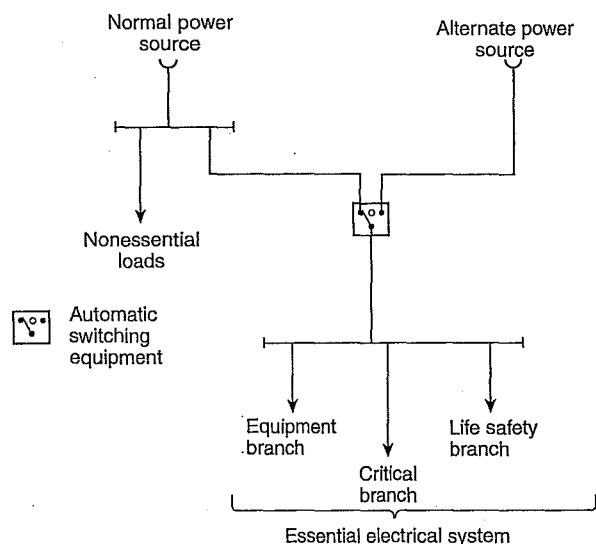 Normal power
source
Alternate power
source
Nonessential
loads
Automatic
switching
equipment
Equipment
branch
Life safety
branch
Critical
branch
Essential electrical system